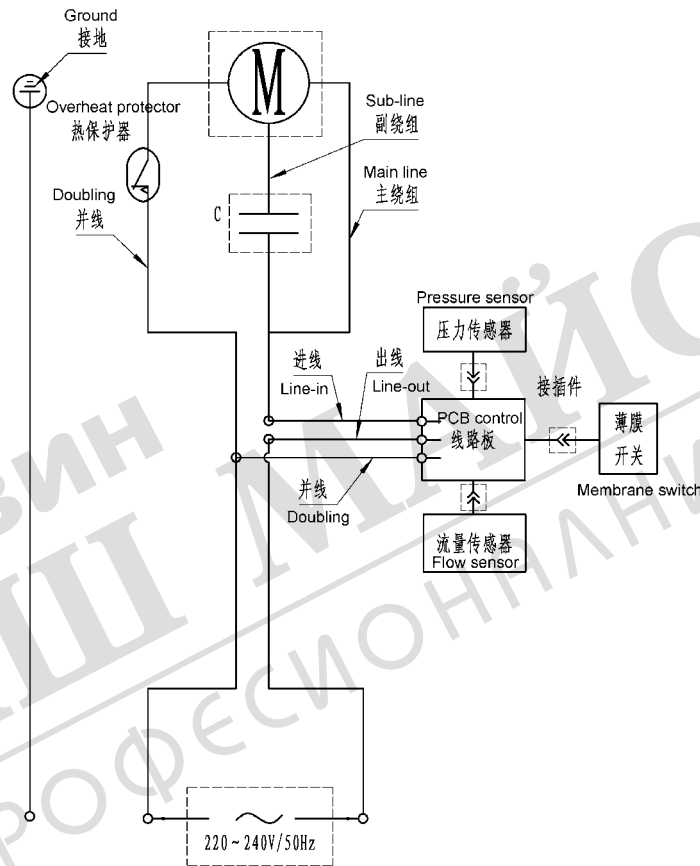 Ground
接地
Overheat protector
热保护器
M
Sub-line
副绕组
Main line
主绕组
Doubling
并线
C
Pressure sensor
压力传感器
进线
Line-in
出线
Line-out
接插件
PCB control
线路板
薄膜
开关
Membrane switch
并线
Doubling
流量传感器
Flow sensor
220~240V/50Hz
МАЙС
ПРОФЕСИОНАЛНИ